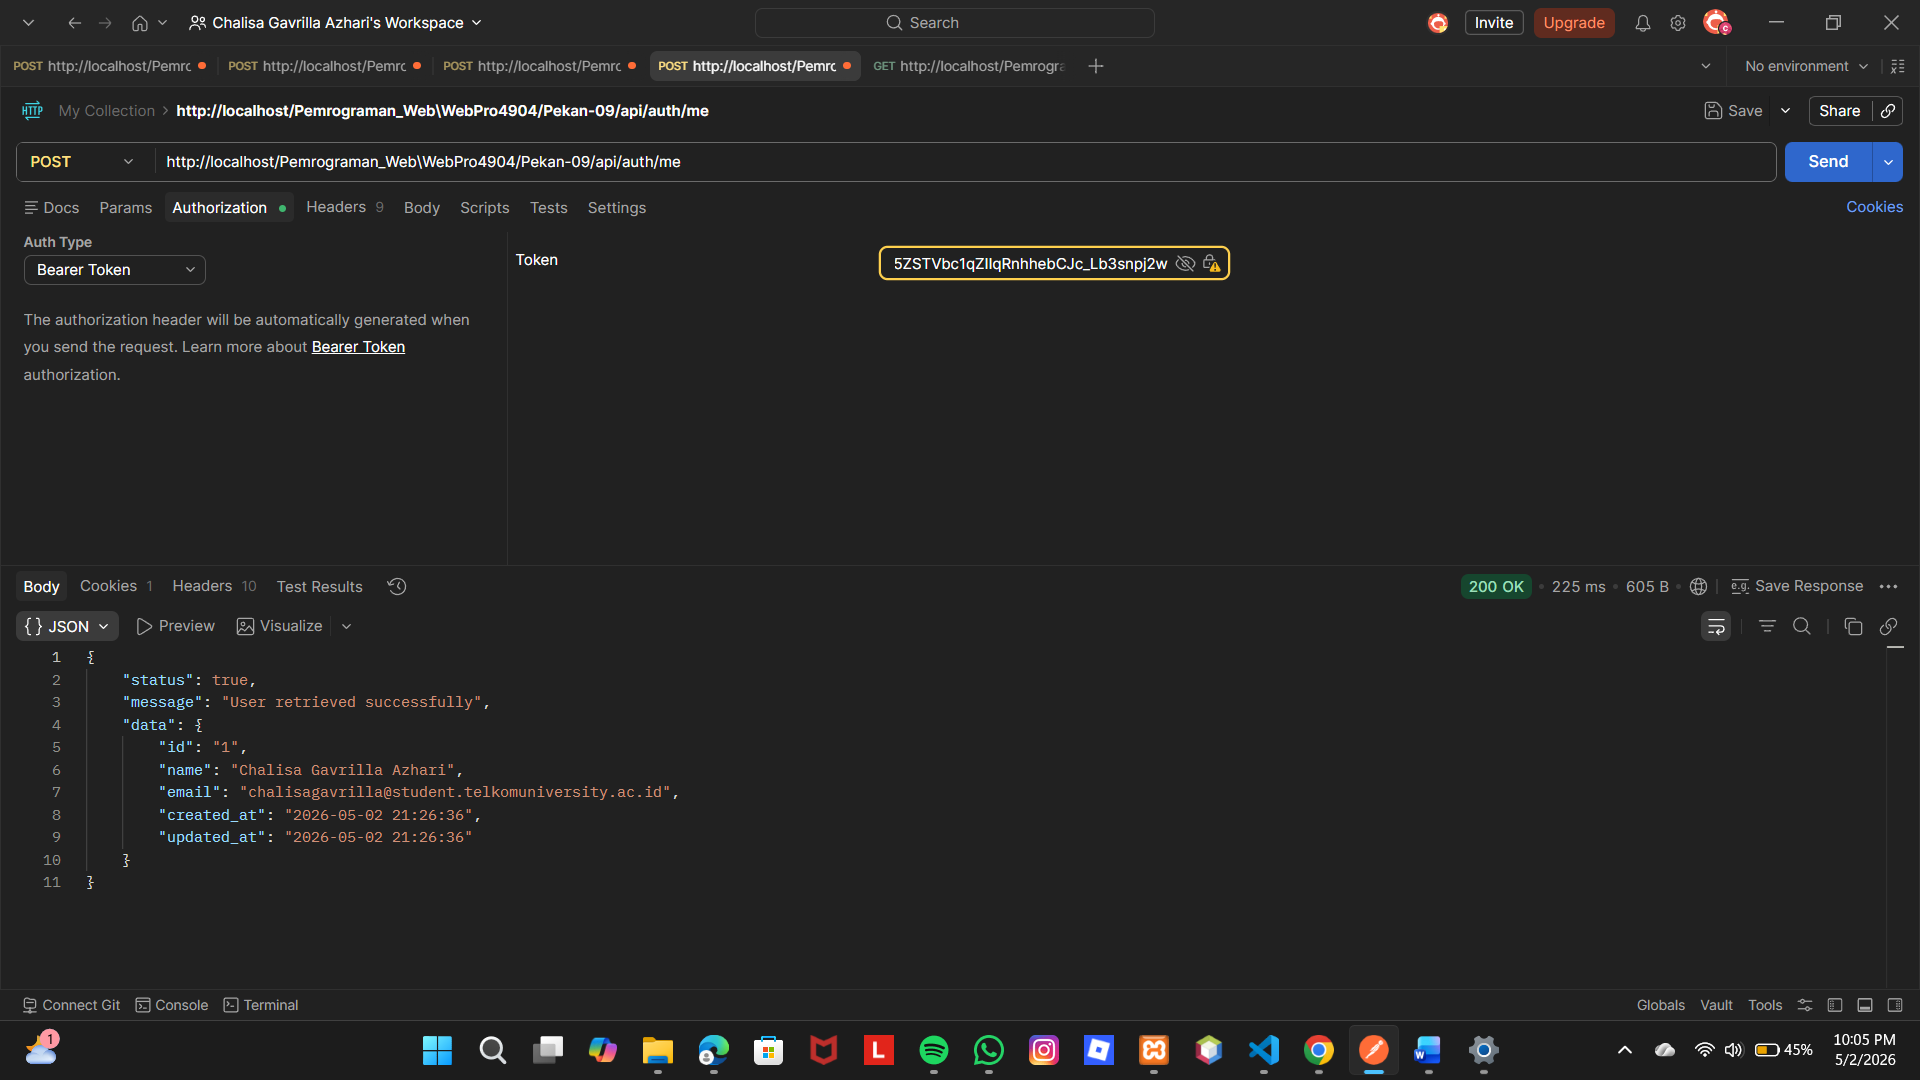 Chalisa Gavrilla Azhari's Workspace
Search
Invite
Upgrade
POST http://localhost/Pemrc
POST http://localhost/Pemrc
POST http://localhost/Pemrc
POST http://localhost/Pemrc
GET http://localhost/Pemrogra
No environment
HTTP
My Collection > http://localhost/Pemrograman_Web\WebPro4904/Pekan-09/api/auth/me
Save
Share
POST
http://localhost/Pemrograman_Web\WebPro4904/Pekan-09/api/auth/me
Send
Docs
Params
Authorization
Headers 9
Body
Scripts
Tests
Settings
Cookies
Auth Type
Bearer Token
The authorization header will be automatically generated when
you send the request. Learn more about Bearer Token
authorization.
Token
Body
Cookies 1
Headers 10
Test Results
200 OK
225 ms
605 B
e.g. Save Response
{} JSON
Preview
Visualize
1 {
2 "status": true,
3 "message": "User retrieved successfully",
4 "data": {
5 "id": "1",
6 "name": "Chalisa Gavrilla Azhari",
7 "email": "chalisagavrilla@student.telkomuniversity.ac.id",
8 "created_at": "2026-05-02 21:26:36",
9 "updated_at": "2026-05-02 21:26:36"
10 }
11 }
Connect Git
Console
Terminal
Globals
Vault
Tools
1
L
45%
10:05 PM
5/2/2026